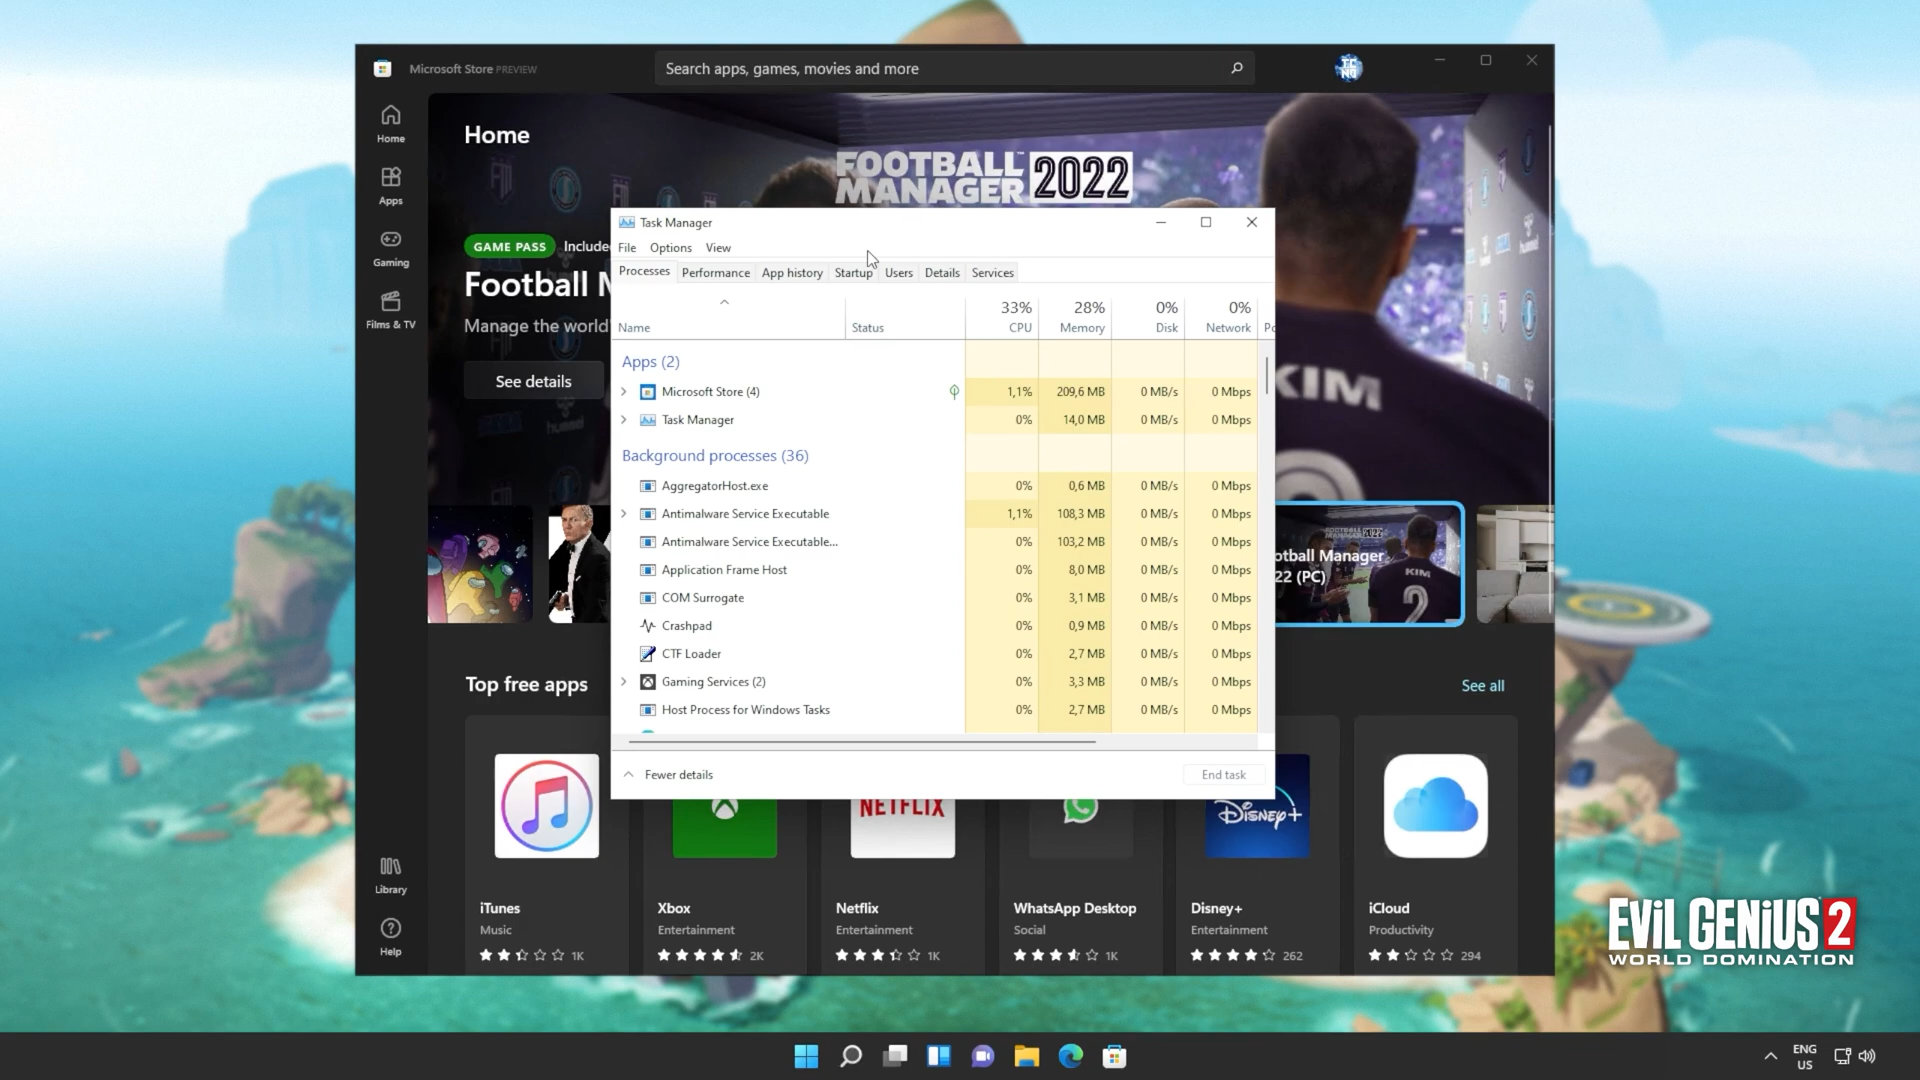 Microsoft Store PREVIEW
Search apps, games, movies and more
Home
Apps
Gaming
Films & TV
Library
Help
Home
FOOTBALL MANAGER 2022
GAME PASS Include
Football M
Manage the world'
See details
KIM
Task Manager
File Options View
Processes Performance App history Startup Users Details Services
33% 28% 0% 0%
Name Status CPU Memory Disk Network Po
Apps (2)
Microsoft Store (4) 1,1% 209,6 MB 0 MB/s 0 Mbps
Task Manager 0% 14,0 MB 0 MB/s 0 Mbps
Background processes (36)
AggregatorHost.exe 0% 0,6 MB 0 MB/s 0 Mbps
Antimalware Service Executable 1,1% 108,3 MB 0 MB/s 0 Mbps
Antimalware Service Executable... 0% 103,2 MB 0 MB/s 0 Mbps
Application Frame Host 0% 8,0 MB 0 MB/s 0 Mbps
COM Surrogate 0% 3,1 MB 0 MB/s 0 Mbps
Crashpad 0% 0,9 MB 0 MB/s 0 Mbps
CTF Loader 0% 2,7 MB 0 MB/s 0 Mbps
Gaming Services (2) 0% 3,3 MB 0 MB/s 0 Mbps
Host Process for Windows Tasks 0% 2,7 MB 0 MB/s 0 Mbps
Fewer details End task
otball Manager
22 (PC)
KIM
2
Top free apps See all
NETFLIX
Disney+
iTunes
Music
1K
Xbox
Entertainment
2K
Netflix
Entertainment
1K
WhatsApp Desktop
Social
1K
Disney+
Entertainment
262
iCloud
Productivity
294
EVIL GENIUS 2
WORLD DOMINATION
ENG
US